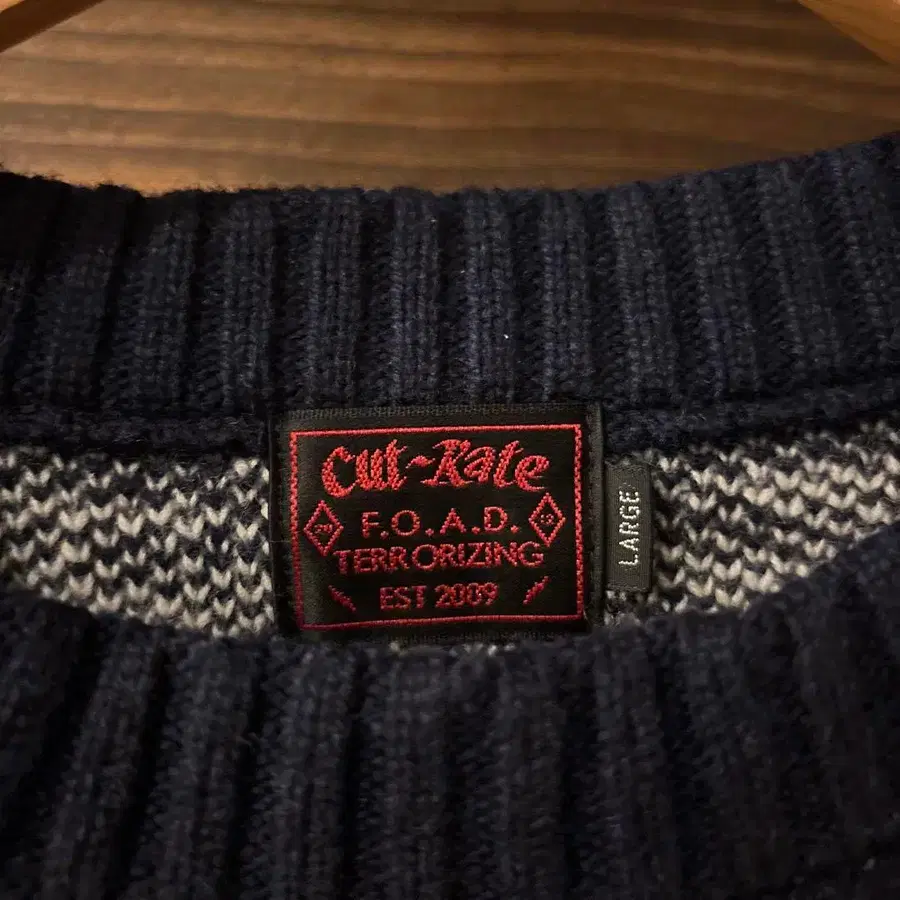 Cut-Rate
F.O.A.D.
TERRORIZING
EST 2009
LARGE